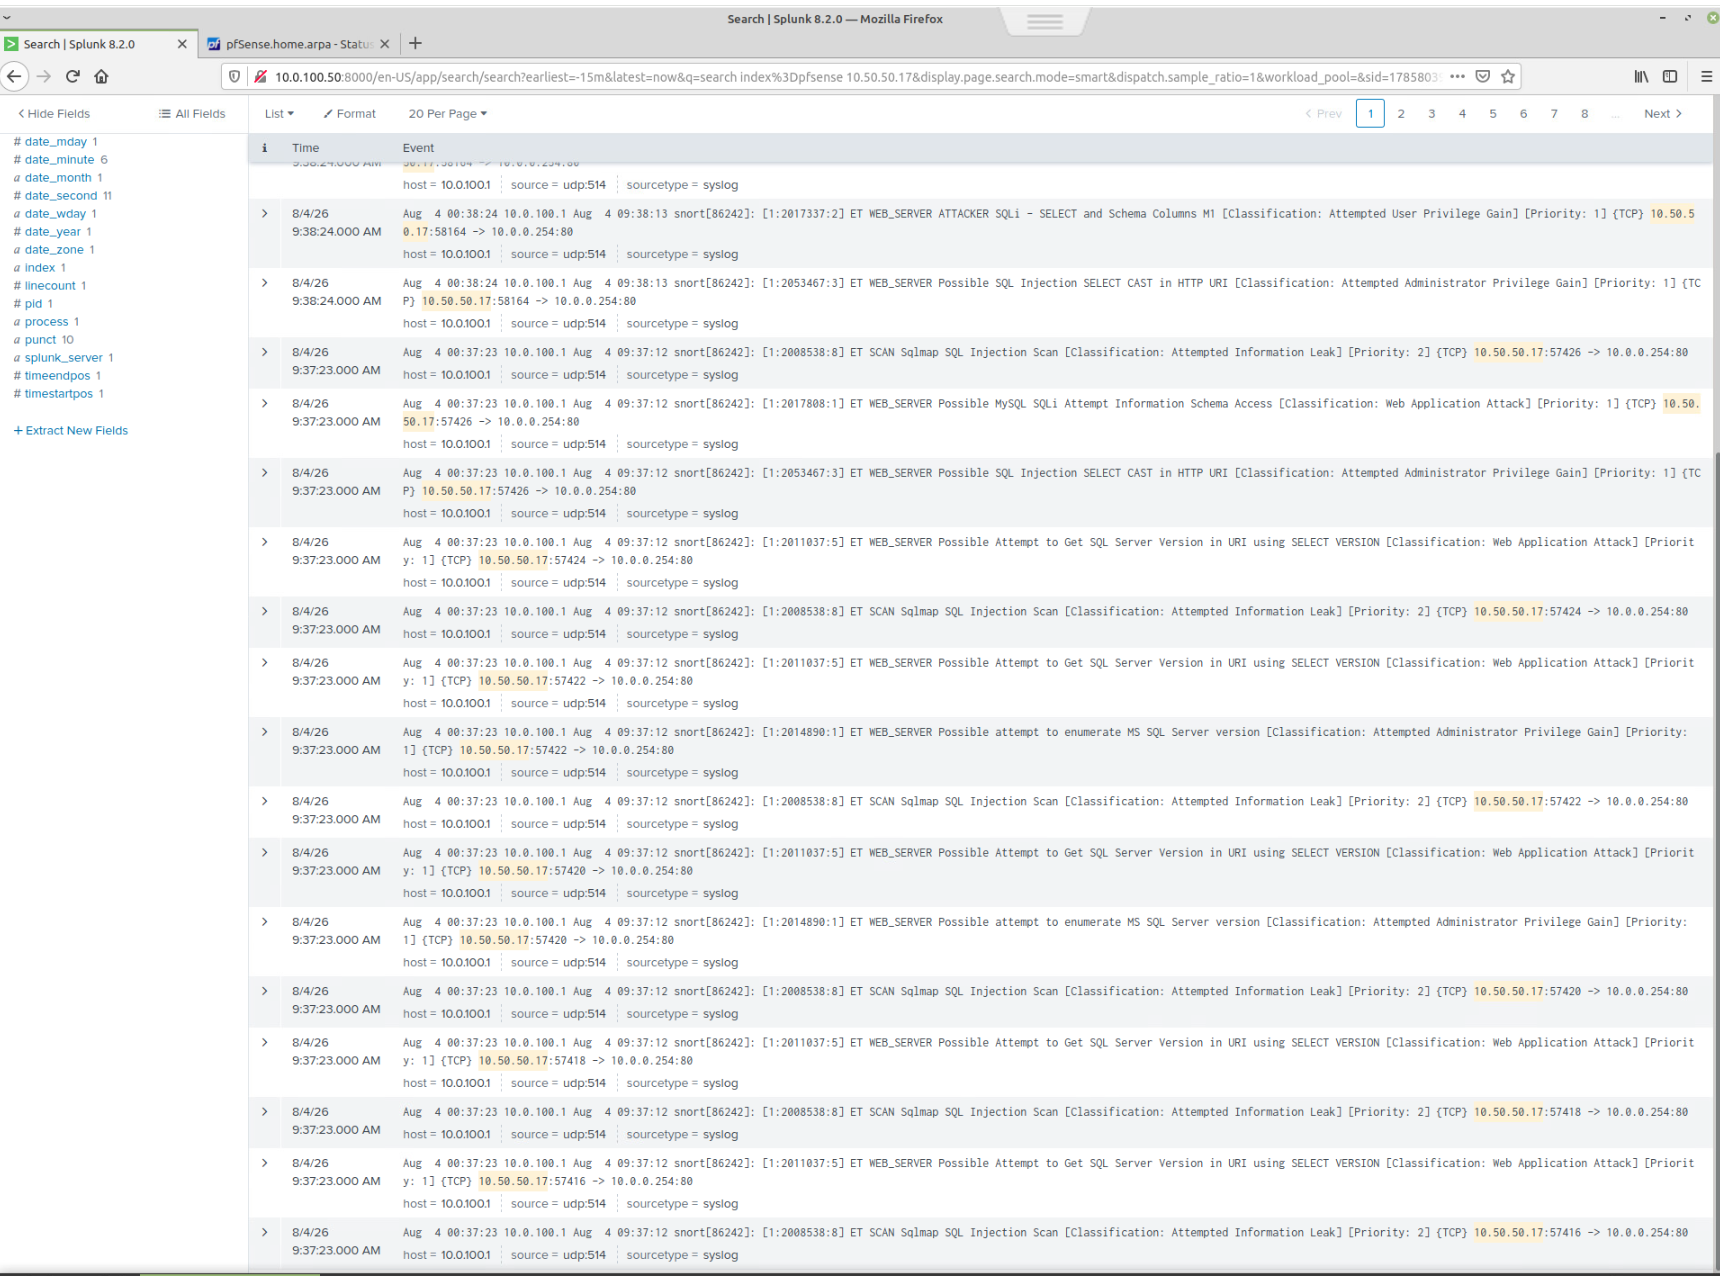 Search | Splunk 8.2.0 — Mozilla Firefox
Search | Splunk 8.2.0
pfSense.home.arpa - Status
10.0.100.50:8000/en-US/app/search/search?earliest=-15m&latest=now&q=search index%3Dpfsense 10.50.50.17&display.page.search.mode=smart&dispatch.sample_ratio=1&workload_pool=&sid=1785803
Hide Fields
All Fields
List
Format
20 Per Page
Prev 1 2 3 4 5 6 7 8 ... Next
# date_mday 1
# date_minute 6
a date_month 1
# date_second 11
a date_wday 1
# date_year 1
a date_zone 1
a index 1
# linecount 1
# pid 1
a process 1
a punct 10
a splunk_server 1
# timeendpos 1
# timestartpos 1
+ Extract New Fields
i Time Event
9:38:24.000 AM 50.17:58164 -> 10.0.0.254:80
host = 10.0.100.1 source = udp:514 sourcetype = syslog
8/4/26 Aug 4 00:38:24 10.0.100.1 Aug 4 09:38:13 snort[86242]: [1:2017337:2] ET WEB_SERVER ATTACKER SQLi - SELECT and Schema Columns M1 [Classification: Attempted User Privilege Gain] [Priority: 1] {TCP} 10.50.5
9:38:24.000 AM 0.17:58164 -> 10.0.0.254:80
host = 10.0.100.1 source = udp:514 sourcetype = syslog
8/4/26 Aug 4 00:38:24 10.0.100.1 Aug 4 09:38:13 snort[86242]: [1:2053467:3] ET WEB_SERVER Possible SQL Injection SELECT CAST in HTTP URI [Classification: Attempted Administrator Privilege Gain] [Priority: 1] {TC
9:38:24.000 AM P} 10.50.50.17:58164 -> 10.0.0.254:80
host = 10.0.100.1 source = udp:514 sourcetype = syslog
8/4/26 Aug 4 00:37:23 10.0.100.1 Aug 4 09:37:12 snort[86242]: [1:2008538:8] ET SCAN Sqlmap SQL Injection Scan [Classification: Attempted Information Leak] [Priority: 2] {TCP} 10.50.50.17:57426 -> 10.0.0.254:80
9:37:23.000 AM host = 10.0.100.1 source = udp:514 sourcetype = syslog
8/4/26 Aug 4 00:37:23 10.0.100.1 Aug 4 09:37:12 snort[86242]: [1:2017808:1] ET WEB_SERVER Possible MySQL SQLi Attempt Information Schema Access [Classification: Web Application Attack] [Priority: 1] {TCP} 10.50.
9:37:23.000 AM 50.17:57426 -> 10.0.0.254:80
host = 10.0.100.1 source = udp:514 sourcetype = syslog
8/4/26 Aug 4 00:37:23 10.0.100.1 Aug 4 09:37:12 snort[86242]: [1:2053467:3] ET WEB_SERVER Possible SQL Injection SELECT CAST in HTTP URI [Classification: Attempted Administrator Privilege Gain] [Priority: 1] {TC
9:37:23.000 AM P} 10.50.50.17:57426 -> 10.0.0.254:80
host = 10.0.100.1 source = udp:514 sourcetype = syslog
8/4/26 Aug 4 00:37:23 10.0.100.1 Aug 4 09:37:12 snort[86242]: [1:2011037:5] ET WEB_SERVER Possible Attempt to Get SQL Server Version in URI using SELECT VERSION [Classification: Web Application Attack] [Priorit
9:37:23.000 AM y: 1] {TCP} 10.50.50.17:57424 -> 10.0.0.254:80
host = 10.0.100.1 source = udp:514 sourcetype = syslog
8/4/26 Aug 4 00:37:23 10.0.100.1 Aug 4 09:37:12 snort[86242]: [1:2008538:8] ET SCAN Sqlmap SQL Injection Scan [Classification: Attempted Information Leak] [Priority: 2] {TCP} 10.50.50.17:57424 -> 10.0.0.254:80
9:37:23.000 AM host = 10.0.100.1 source = udp:514 sourcetype = syslog
8/4/26 Aug 4 00:37:23 10.0.100.1 Aug 4 09:37:12 snort[86242]: [1:2011037:5] ET WEB_SERVER Possible Attempt to Get SQL Server Version in URI using SELECT VERSION [Classification: Web Application Attack] [Priorit
9:37:23.000 AM y: 1] {TCP} 10.50.50.17:57422 -> 10.0.0.254:80
host = 10.0.100.1 source = udp:514 sourcetype = syslog
8/4/26 Aug 4 00:37:23 10.0.100.1 Aug 4 09:37:12 snort[86242]: [1:2014890:1] ET WEB_SERVER Possible attempt to enumerate MS SQL Server version [Classification: Attempted Administrator Privilege Gain] [Priority:
9:37:23.000 AM 1] {TCP} 10.50.50.17:57422 -> 10.0.0.254:80
host = 10.0.100.1 source = udp:514 sourcetype = syslog
8/4/26 Aug 4 00:37:23 10.0.100.1 Aug 4 09:37:12 snort[86242]: [1:2008538:8] ET SCAN Sqlmap SQL Injection Scan [Classification: Attempted Information Leak] [Priority: 2] {TCP} 10.50.50.17:57422 -> 10.0.0.254:80
9:37:23.000 AM host = 10.0.100.1 source = udp:514 sourcetype = syslog
8/4/26 Aug 4 00:37:23 10.0.100.1 Aug 4 09:37:12 snort[86242]: [1:2011037:5] ET WEB_SERVER Possible Attempt to Get SQL Server Version in URI using SELECT VERSION [Classification: Web Application Attack] [Priorit
9:37:23.000 AM y: 1] {TCP} 10.50.50.17:57420 -> 10.0.0.254:80
host = 10.0.100.1 source = udp:514 sourcetype = syslog
8/4/26 Aug 4 00:37:23 10.0.100.1 Aug 4 09:37:12 snort[86242]: [1:2014890:1] ET WEB_SERVER Possible attempt to enumerate MS SQL Server version [Classification: Attempted Administrator Privilege Gain] [Priority:
9:37:23.000 AM 1] {TCP} 10.50.50.17:57420 -> 10.0.0.254:80
host = 10.0.100.1 source = udp:514 sourcetype = syslog
8/4/26 Aug 4 00:37:23 10.0.100.1 Aug 4 09:37:12 snort[86242]: [1:2008538:8] ET SCAN Sqlmap SQL Injection Scan [Classification: Attempted Information Leak] [Priority: 2] {TCP} 10.50.50.17:57420 -> 10.0.0.254:80
9:37:23.000 AM host = 10.0.100.1 source = udp:514 sourcetype = syslog
8/4/26 Aug 4 00:37:23 10.0.100.1 Aug 4 09:37:12 snort[86242]: [1:2011037:5] ET WEB_SERVER Possible Attempt to Get SQL Server Version in URI using SELECT VERSION [Classification: Web Application Attack] [Priorit
9:37:23.000 AM y: 1] {TCP} 10.50.50.17:57418 -> 10.0.0.254:80
host = 10.0.100.1 source = udp:514 sourcetype = syslog
8/4/26 Aug 4 00:37:23 10.0.100.1 Aug 4 09:37:12 snort[86242]: [1:2008538:8] ET SCAN Sqlmap SQL Injection Scan [Classification: Attempted Information Leak] [Priority: 2] {TCP} 10.50.50.17:57418 -> 10.0.0.254:80
9:37:23.000 AM host = 10.0.100.1 source = udp:514 sourcetype = syslog
8/4/26 Aug 4 00:37:23 10.0.100.1 Aug 4 09:37:12 snort[86242]: [1:2011037:5] ET WEB_SERVER Possible Attempt to Get SQL Server Version in URI using SELECT VERSION [Classification: Web Application Attack] [Priorit
9:37:23.000 AM y: 1] {TCP} 10.50.50.17:57416 -> 10.0.0.254:80
host = 10.0.100.1 source = udp:514 sourcetype = syslog
8/4/26 Aug 4 00:37:23 10.0.100.1 Aug 4 09:37:12 snort[86242]: [1:2008538:8] ET SCAN Sqlmap SQL Injection Scan [Classification: Attempted Information Leak] [Priority: 2] {TCP} 10.50.50.17:57416 -> 10.0.0.254:80
9:37:23.000 AM host = 10.0.100.1 source = udp:514 sourcetype = syslog